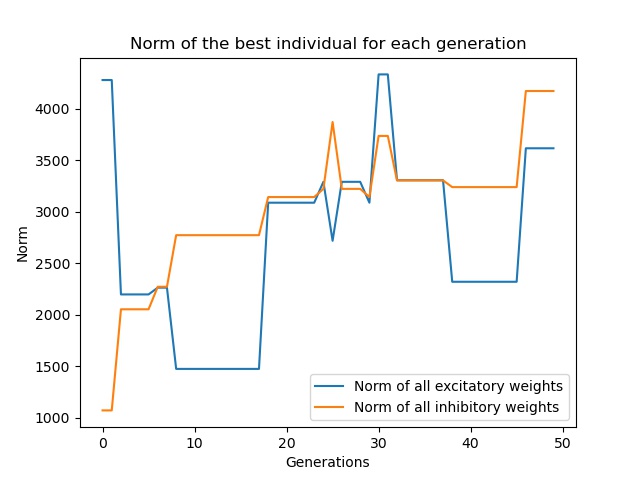 Norm of the best individual for each generation
Norm
4000
3500
3000
2500
2000
1500
1000
Norm of all excitatory weights
Norm of all inhibitory weights
0 10 20 30 40 50
Generations